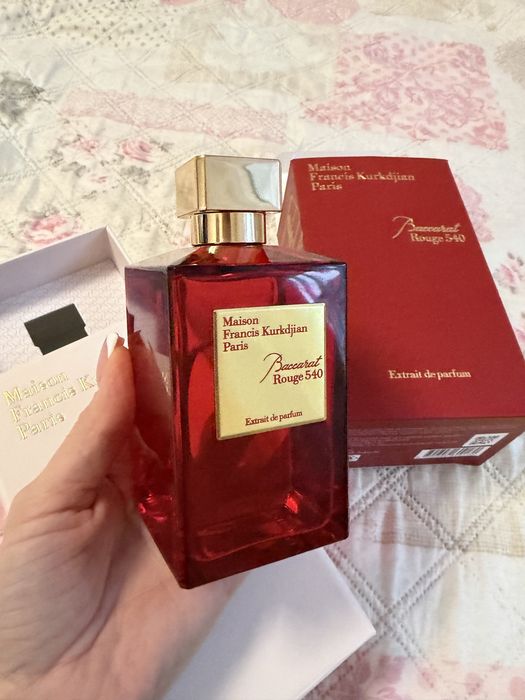 Maison
Francis Kurkdjian
Paris
Baccarat
Rouge 540
Extrait de parfum
Maison
Francis Kurkdjian
Paris
Baccarat
Rouge 540
Extrait de parfum
Maison
Francis K
Paris